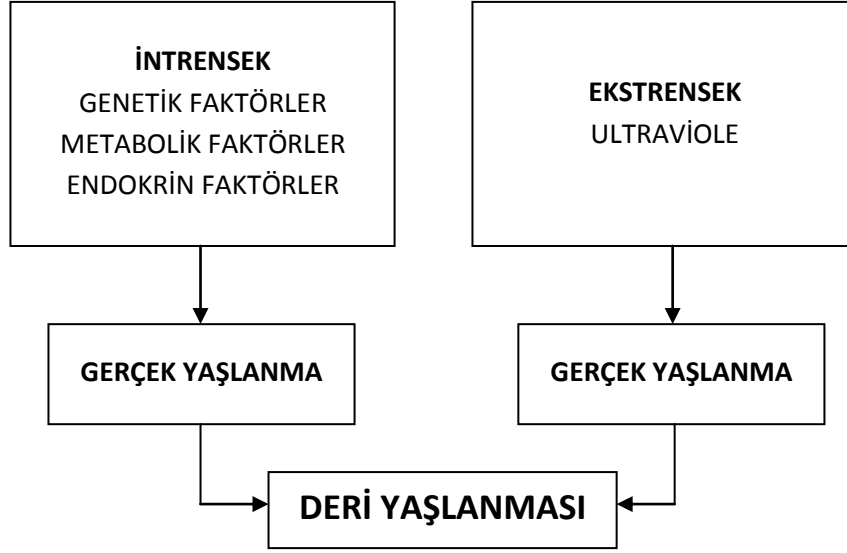 İNTRENSEK
GENETİK FAKTÖRLER
METABOLİK FAKTÖRLER
ENDOKRİN FAKTÖRLER
EKSTRENSEK
ULTRAVİOLE
GERÇEK YAŞLANMA
GERÇEK YAŞLANMA
DERİ YAŞLANMASI